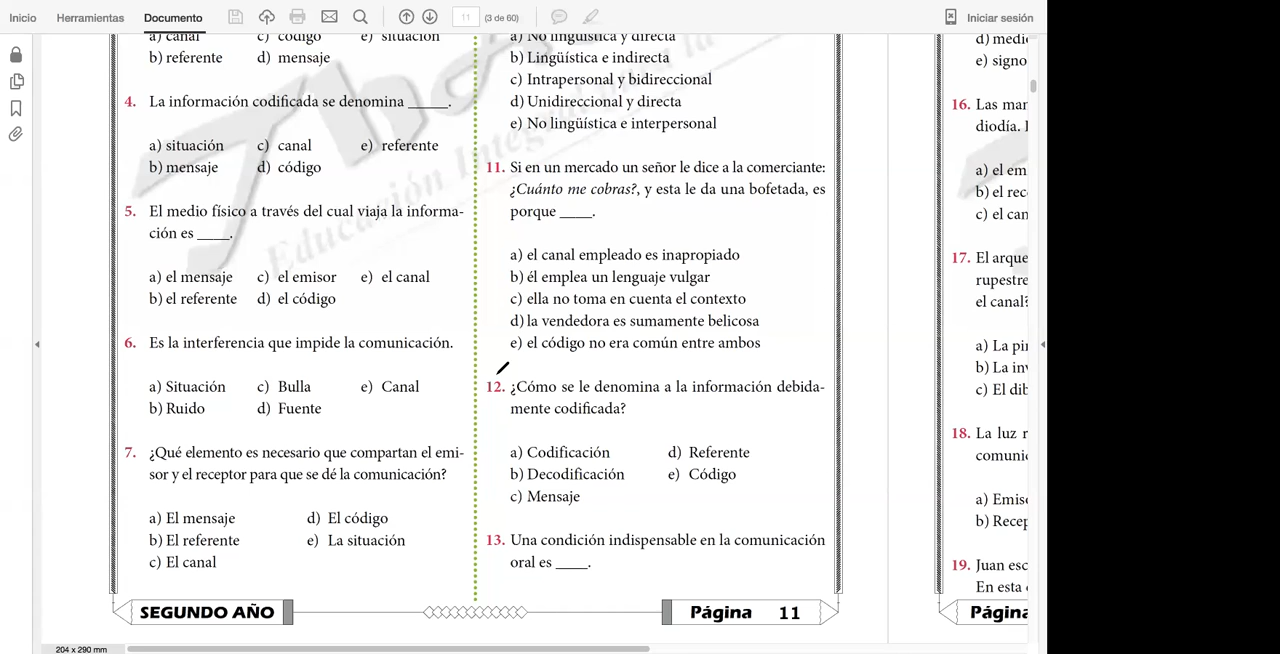 Inicio Herramientas Documento 11 (3 de 60) Iniciar sesión
a) canal c) código e) situación
b) referente d) mensaje
4. La información codificada se denomina _____.
a) situación c) canal e) referente
b) mensaje d) código
5. El medio físico a través del cual viaja la informa-
ción es ____.
a) el mensaje c) el emisor e) el canal
b) el referente d) el código
6. Es la interferencia que impide la comunicación.
a) Situación c) Bulla e) Canal
b) Ruido d) Fuente
7. ¿Qué elemento es necesario que compartan el emi-
sor y el receptor para que se dé la comunicación?
a) El mensaje d) El código
b) El referente e) La situación
c) El canal
a) No lingüística y directa
b) Lingüística e indirecta
c) Intrapersonal y bidireccional
d) Unidireccional y directa
e) No lingüística e interpersonal
11. Si en un mercado un señor le dice a la comerciante:
¿Cuánto me cobras?, y esta le da una bofetada, es
porque ____.
a) el canal empleado es inapropiado
b) él emplea un lenguaje vulgar
c) ella no toma en cuenta el contexto
d) la vendedora es sumamente belicosa
e) el código no era común entre ambos
12. ¿Cómo se le denomina a la información debida-
mente codificada?
a) Codificación d) Referente
b) Decodificación e) Código
c) Mensaje
13. Una condición indispensable en la comunicación
oral es ____.
SEGUNDO AÑO Página 11
Educación Integral
d) medi
e) signo
16. Las mar
diodía.
a) el em
b) el rec
c) el can
17. El arque
rupestre
el canal?
a) La pi
b) La in
c) El dib
18. La luz r
comuni
a) Emis
b) Recep
19. Juan esc
En esta
Página
204 x 290 mm